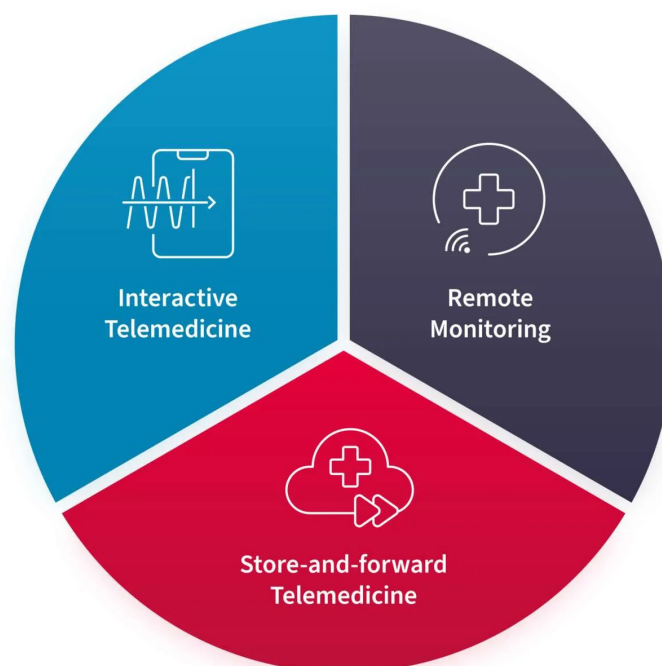 Interactive
Telemedicine
Remote
Monitoring
Store-and-forward
Telemedicine